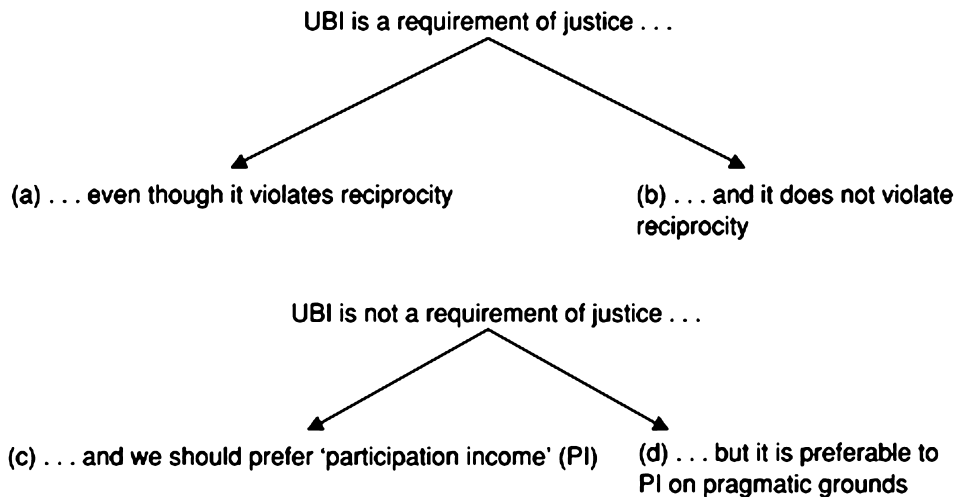 UBI is a requirement of justice . . .
(a) . . . even though it violates reciprocity
(b) . . . and it does not violate
reciprocity
UBI is not a requirement of justice . . .
(c) . . . and we should prefer ‘participation income’ (PI)
(d) . . . but it is preferable to
PI on pragmatic grounds